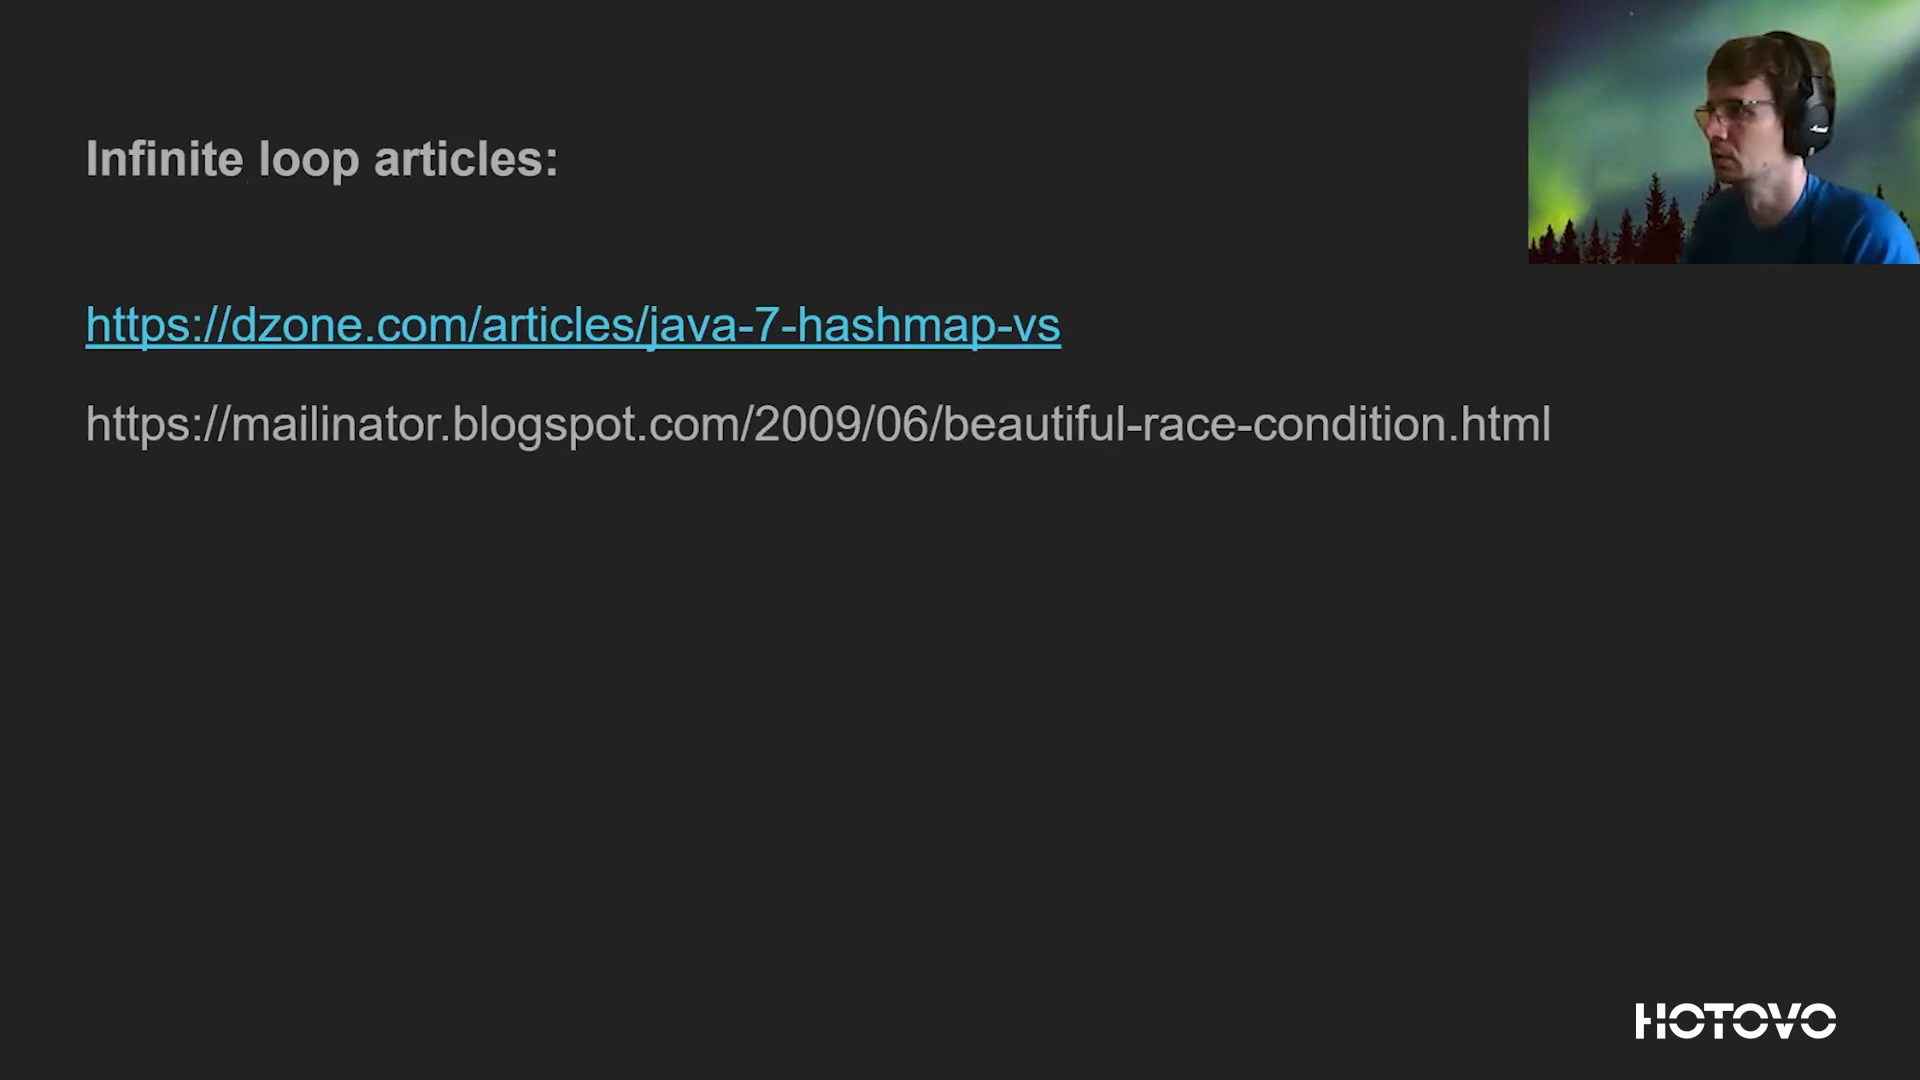 Infinite loop articles:
https://dzone.com/articles/java-7-hashmap-vs
https://mailinator.blogspot.com/2009/06/beautiful-race-condition.html
HOTOVO